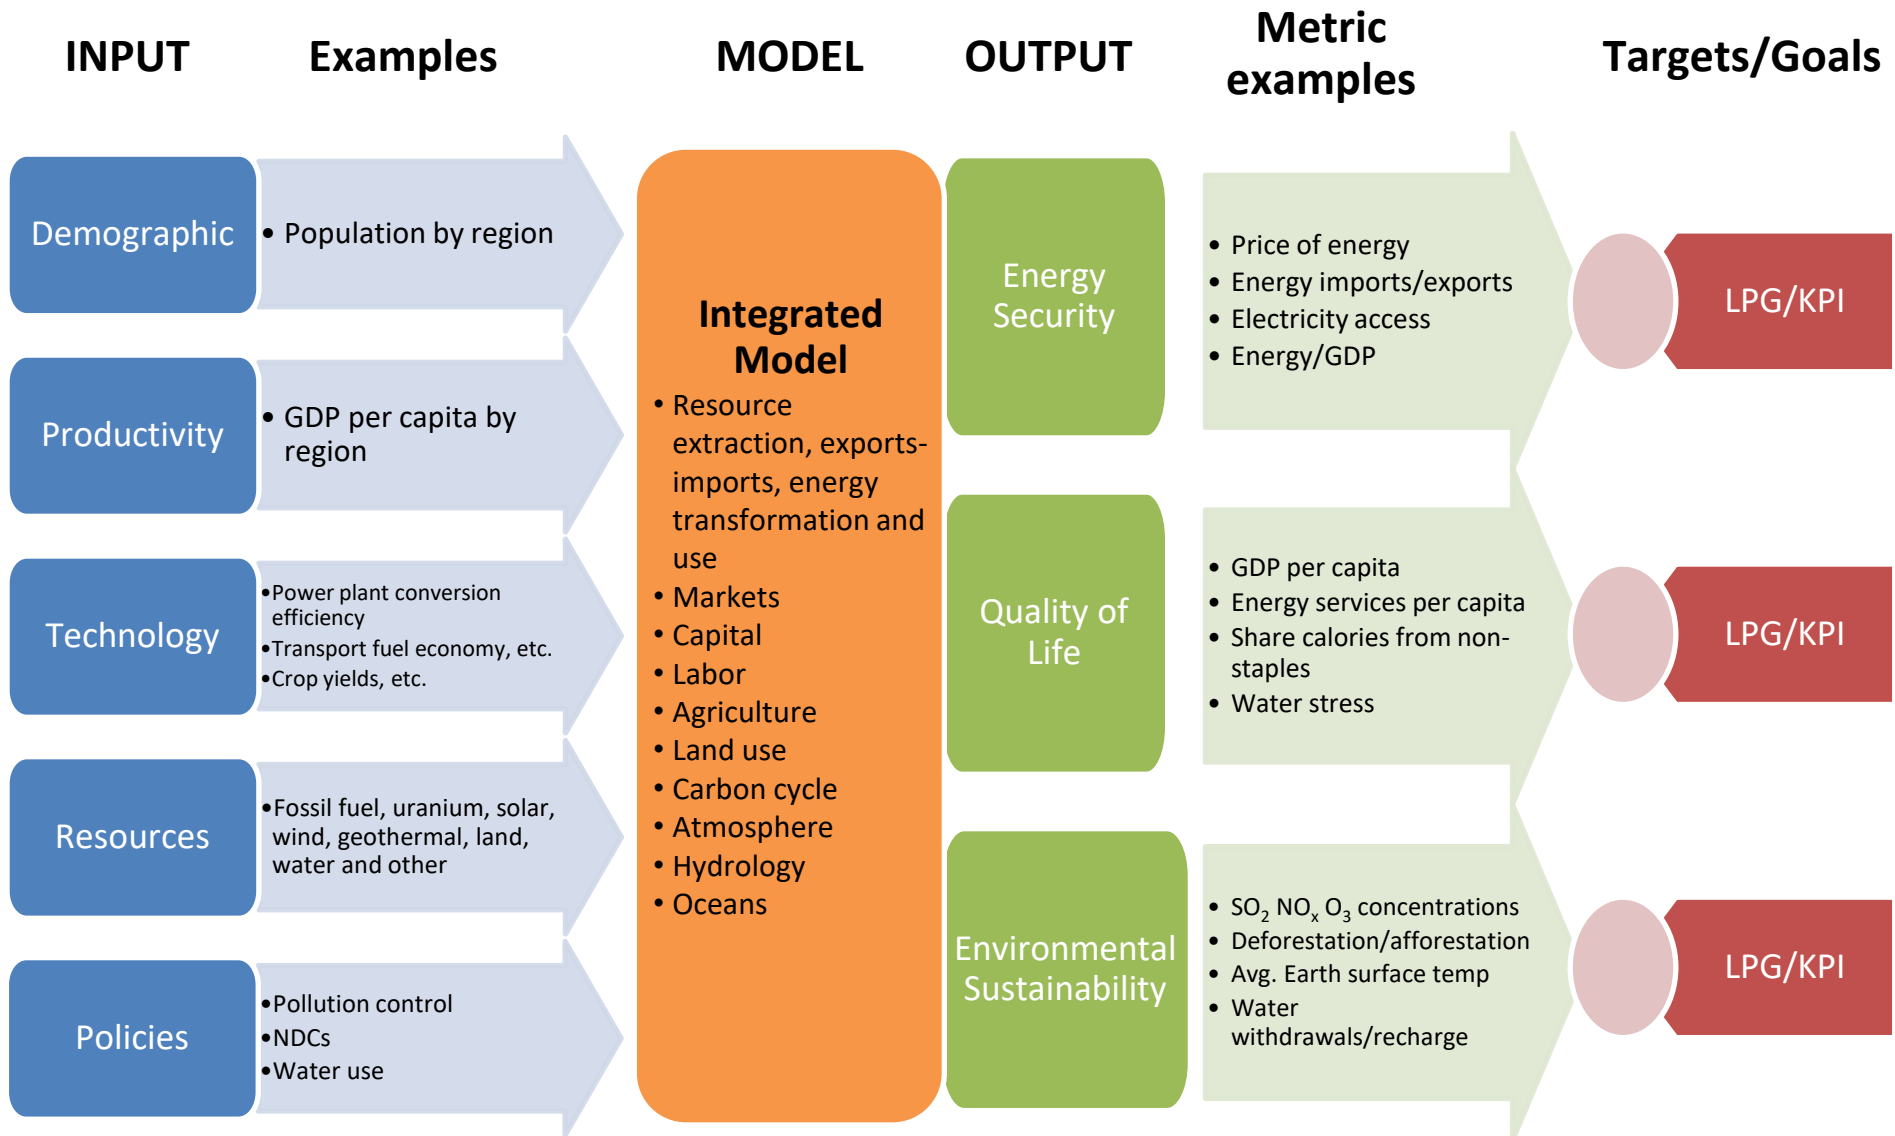 INPUT
Examples
MODEL
OUTPUT
Metric
examples
Targets/Goals
Demographic
• Population by region
Productivity
• GDP per capita by
region
Technology
•Power plant conversion
efficiency
•Transport fuel economy, etc.
•Crop yields, etc.
Resources
•Fossil fuel, uranium, solar,
wind, geothermal, land,
water and other
Policies
•Pollution control
•NDCs
•Water use
Integrated
Model
• Resource
extraction, exports-
imports, energy
transformation and
use
• Markets
• Capital
• Labor
• Agriculture
• Land use
• Carbon cycle
• Atmosphere
• Hydrology
• Oceans
Energy
Security
• Price of energy
• Energy imports/exports
• Electricity access
• Energy/GDP
LPG/KPI
Quality of
Life
• GDP per capita
• Energy services per capita
• Share calories from non-
staples
• Water stress
LPG/KPI
Environmental
Sustainability
• SO₂ NOₓ O₃ concentrations
• Deforestation/afforestation
• Avg. Earth surface temp
• Water
withdrawals/recharge
LPG/KPI